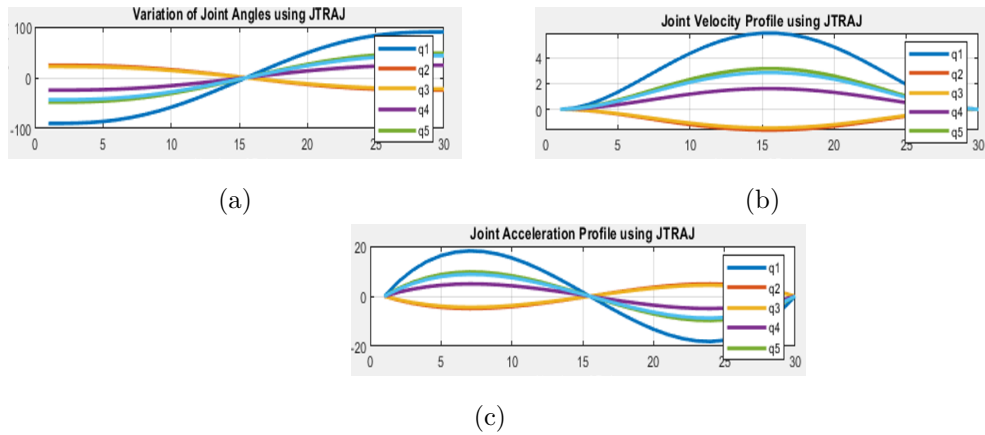 Variation of Joint Angles using JTRAJ
100
0
-100
0 5 10 15 20 25 30
q1
q2
q3
q4
q5
(a)
Joint Velocity Profile using JTRAJ
4
2
0
0 5 10 15 20 25 30
q1
q2
q3
q4
q5
(b)
Joint Acceleration Profile using JTRAJ
20
0
-20
0 5 10 15 20 25 30
q1
q2
q3
q4
q5
(c)